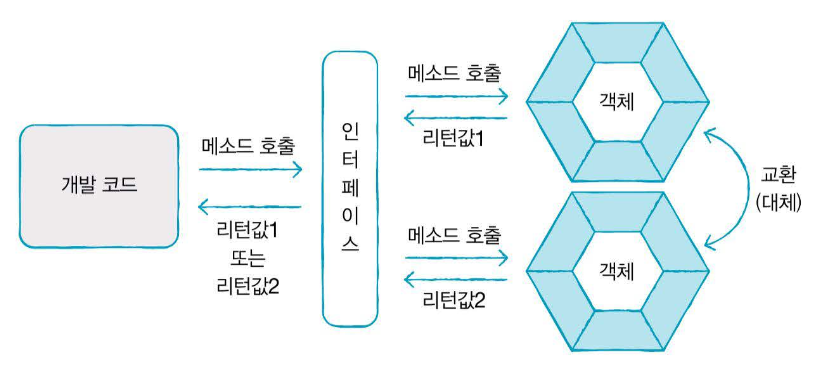 개발 코드
메소드 호출
리턴값1
또는
리턴값2
인
터
페
이
스
메소드 호출
리턴값1
객체
메소드 호출
리턴값2
객체
교환
(대체)